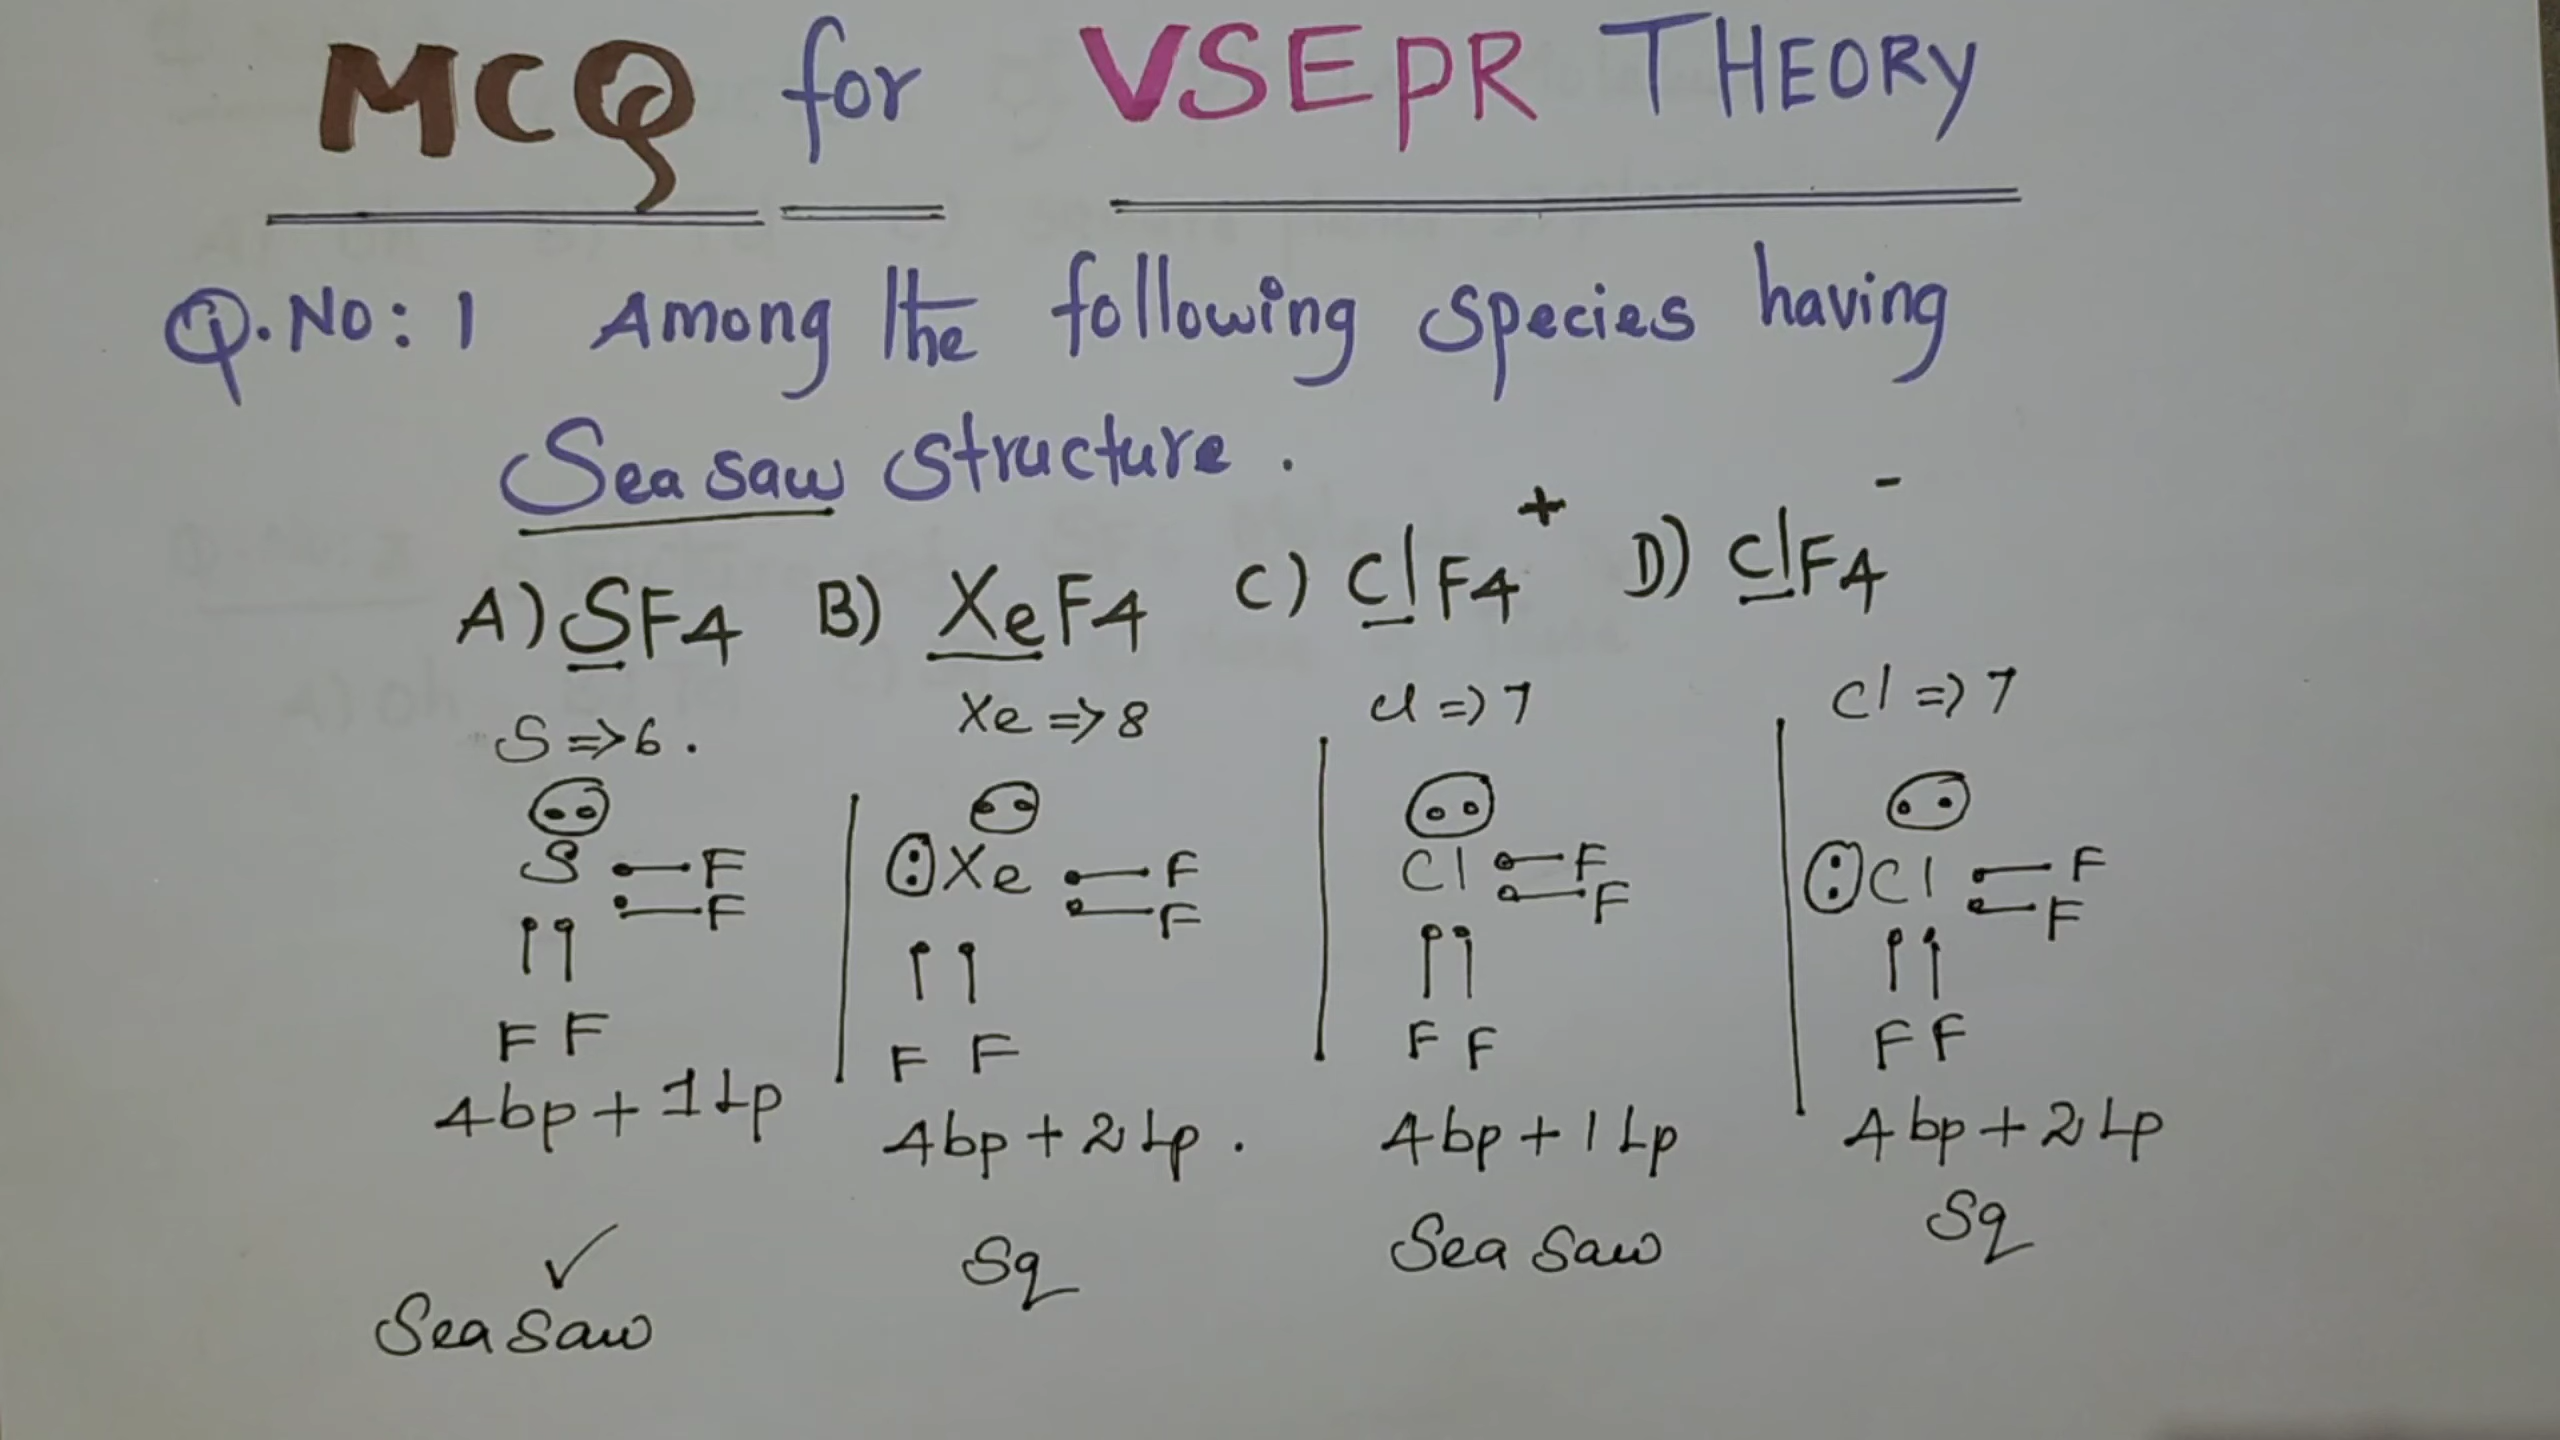 MCQ for VSEPR THEORY
Q.No: 1 Among the following species having
Sea saw structure.
A) SF4 B) XeF4 C) ClF4+ D) ClF4-
S => 6. Xe => 8 Cl => 7 Cl => 7
S F F F F
Xe F F F F
Cl F F F F
Cl F F F F
4bp + 1Lp 4bp + 2Lp. 4bp + 1Lp 4bp + 2Lp
Sea saw Sq Sea Saw Sq